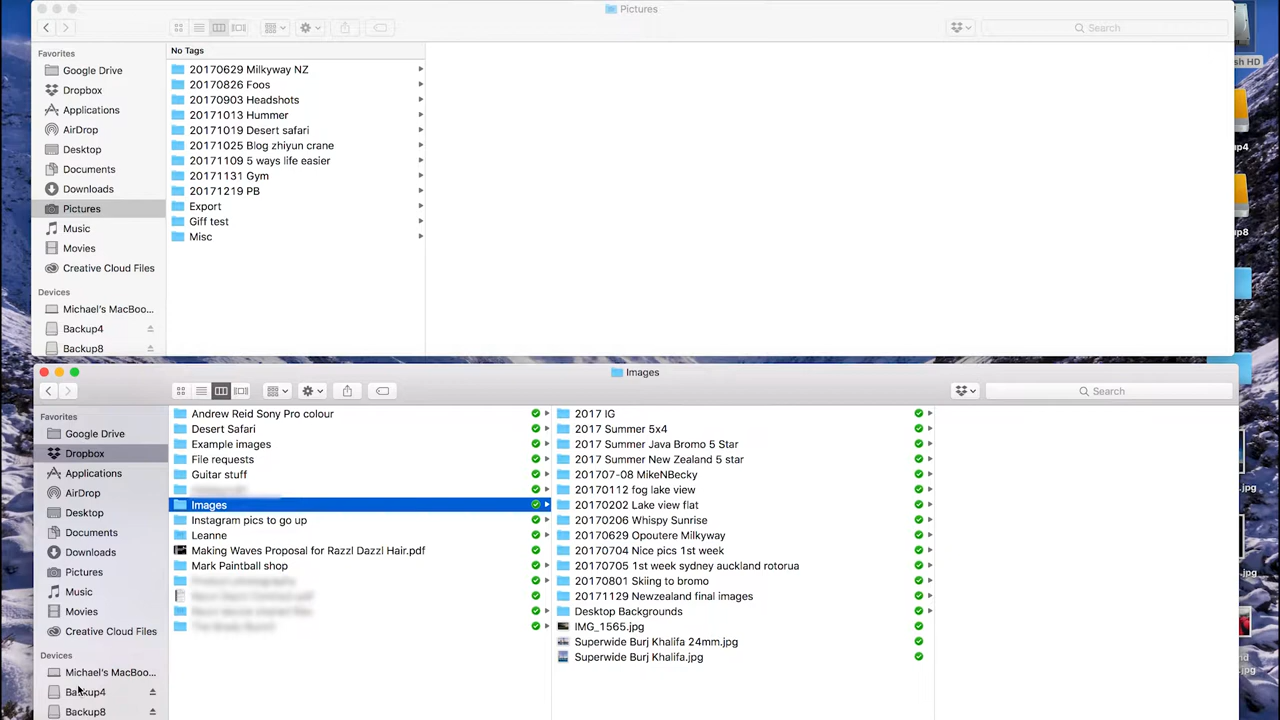 Pictures
Search
Favorites
Google Drive
Dropbox
Applications
AirDrop
Desktop
Documents
Downloads
Pictures
Music
Movies
Creative Cloud Files
Devices
Michael's MacBoo...
Backup4
Backup8
No Tags
20170629 Milkyway NZ
20170826 Foos
20170903 Headshots
20171013 Hummer
20171019 Desert safari
20171025 Blog zhiyun crane
20171109 5 ways life easier
20171131 Gym
20171219 PB
Export
Giff test
Misc
sh HD
up4
up8
Images
Search
Favorites
Google Drive
Dropbox
Applications
AirDrop
Desktop
Documents
Downloads
Pictures
Music
Movies
Creative Cloud Files
Devices
Michael's MacBoo...
Backup4
Backup8
Andrew Reid Sony Pro colour
Desert Safari
Example images
File requests
Guitar stuff
Images
Instagram pics to go up
Leanne
Making Waves Proposal for Razzl Dazzl Hair.pdf
Mark Paintball shop
2017 IG
2017 Summer 5x4
2017 Summer Java Bromo 5 Star
2017 Summer New Zealand 5 star
201707-08 MikeNBecky
20170112 fog lake view
20170202 Lake view flat
20170206 Whispy Sunrise
20170629 Opoutere Milkyway
20170704 Nice pics 1st week
20170705 1st week sydney auckland rotorua
20170801 Skiing to bromo
20171129 Newzealand final images
Desktop Backgrounds
IMG_1565.jpg
Superwide Burj Khalifa 24mm.jpg
Superwide Burj Khalifa.jpg
.jpg
.jpg
nd
.jpg